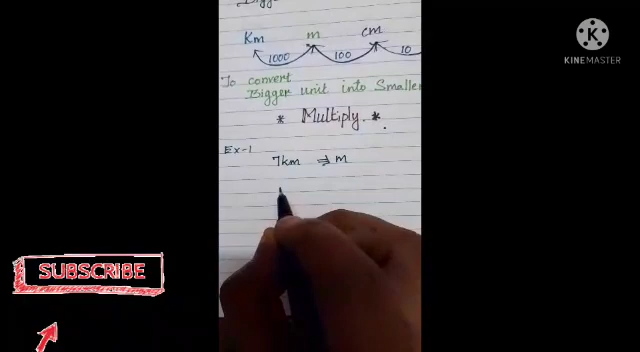 Km m cm
1000 100 10
To convert
Bigger unit into Smaller
* Multiply. *
Ex-1
7km ⇒ m
KINEMASTER
SUBSCRIBE